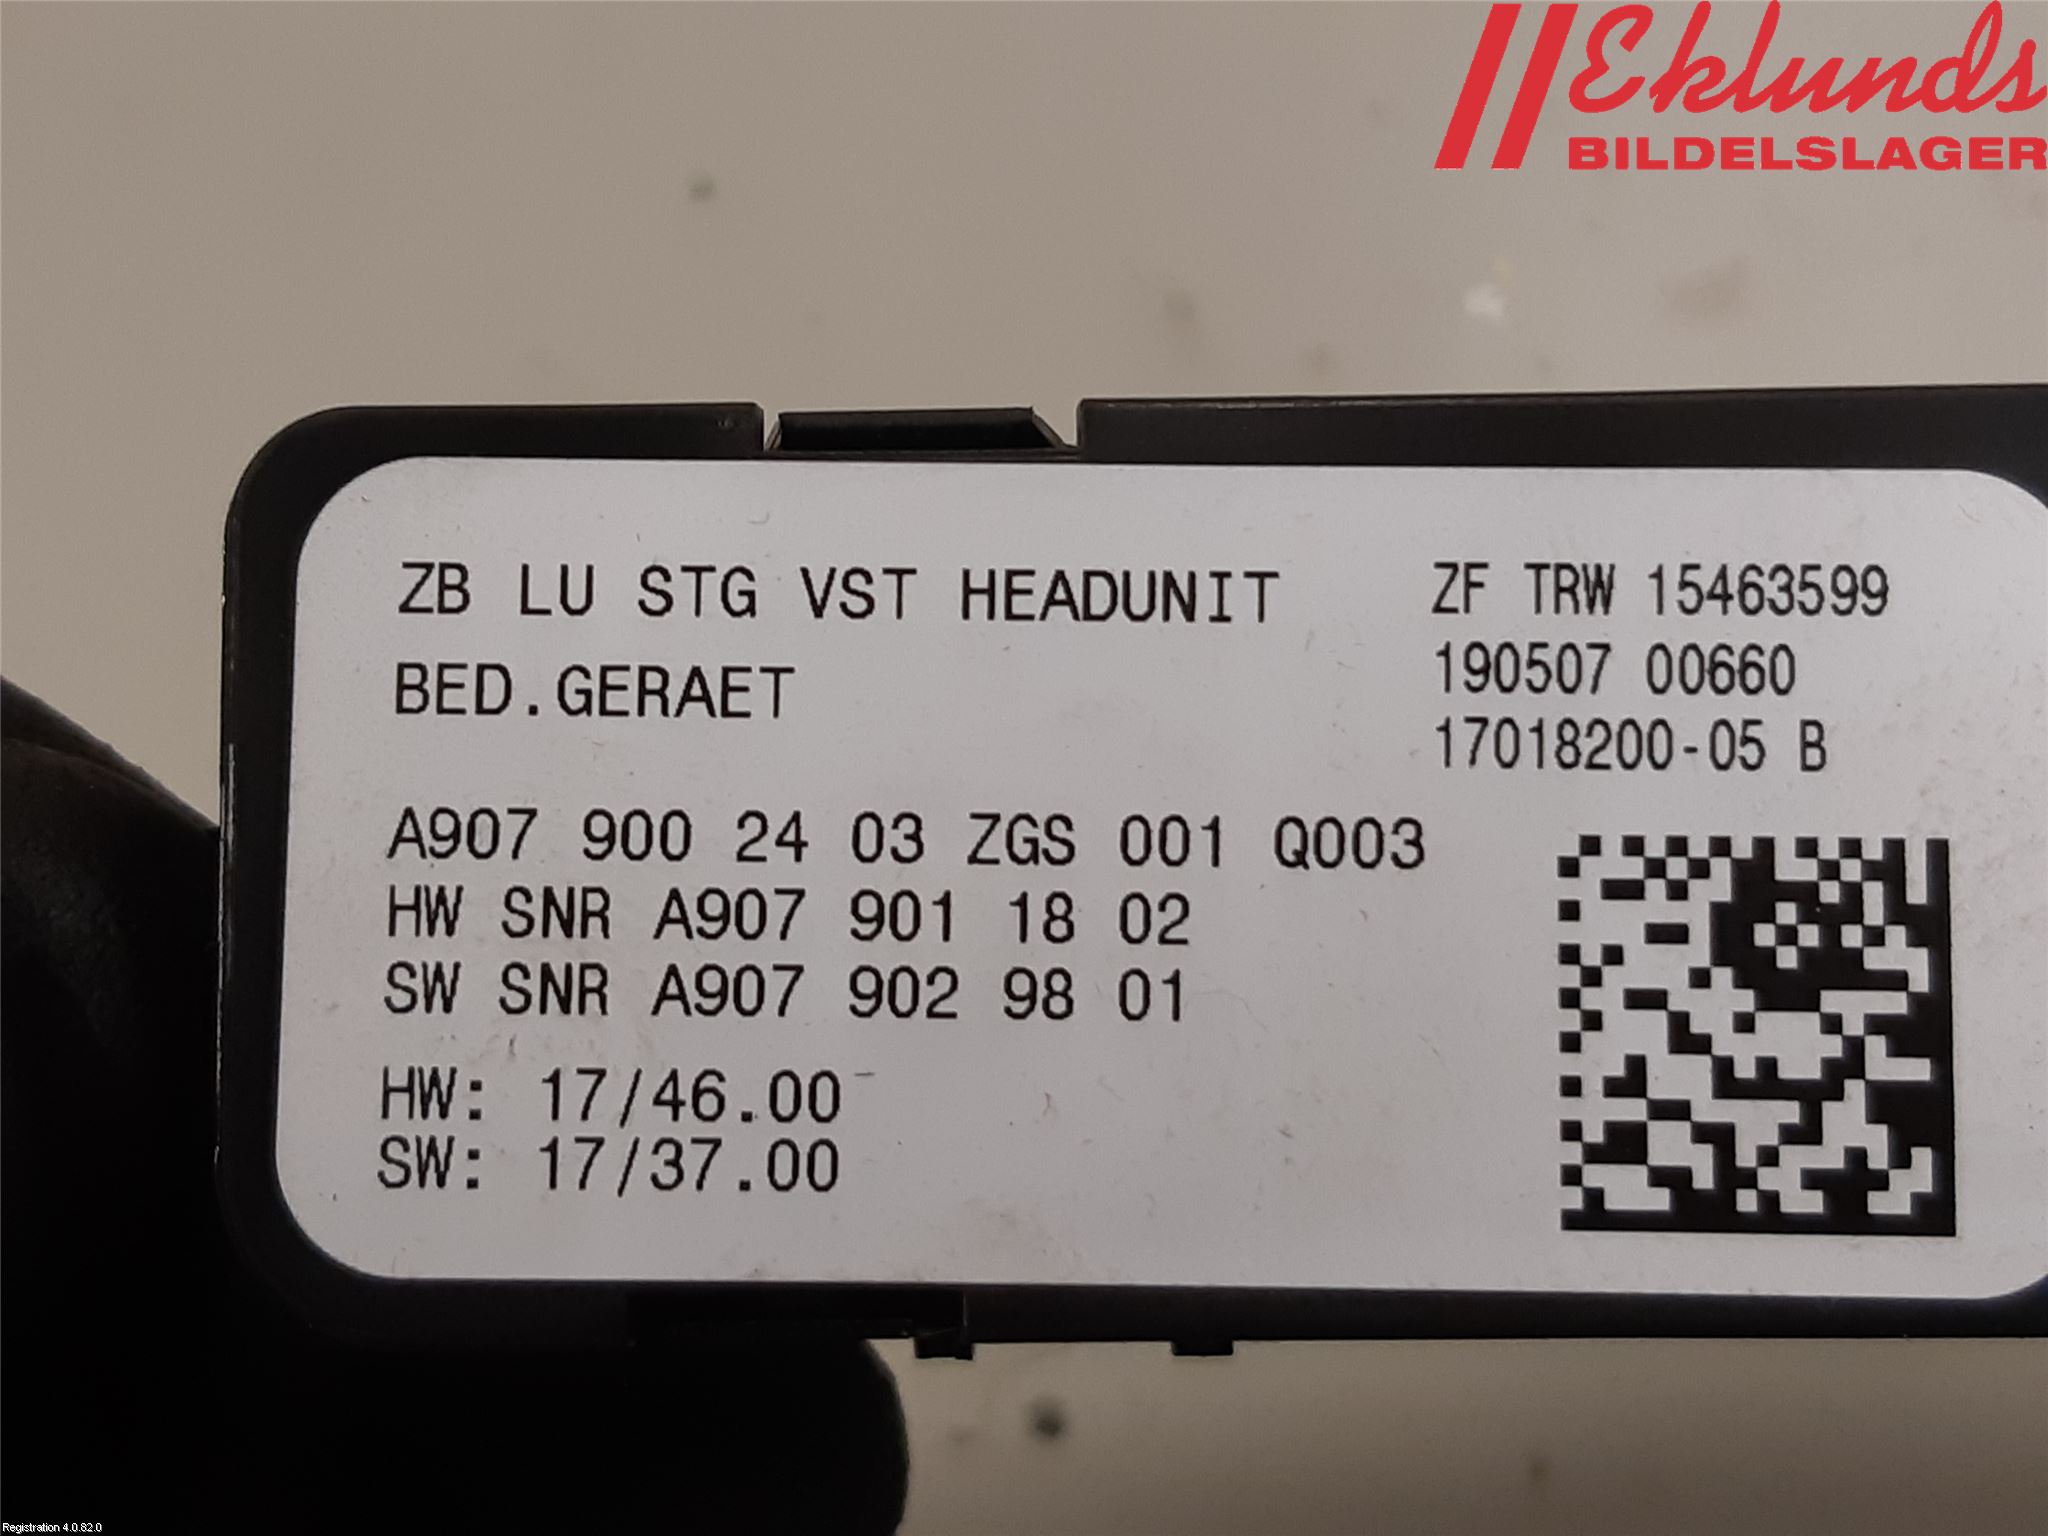 Eklunds
BILDELSLAGER
ZB LU STG VST HEADUNIT
BED.GERAET
ZF TRW 15463599
190507 00660
17018200-05 B
A907 900 24 03 ZGS 001 Q003
HW SNR A907 901 18 02
SW SNR A907 902 98 01
HW: 17/46.00
SW: 17/37.00
Registration 4.0.82.0